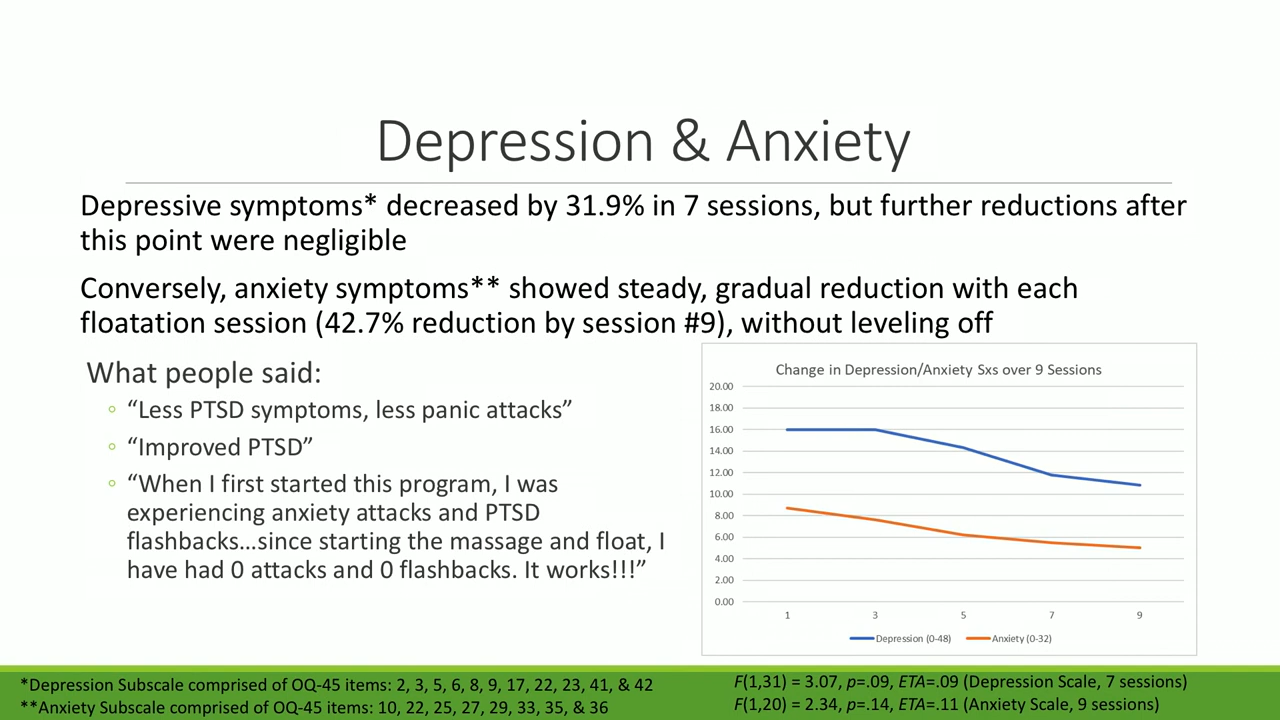 Depression & Anxiety
Depressive symptoms* decreased by 31.9% in 7 sessions, but further reductions after
this point were negligible
Conversely, anxiety symptoms** showed steady, gradual reduction with each
floatation session (42.7% reduction by session #9), without leveling off
What people said:
◦ “Less PTSD symptoms, less panic attacks”
◦ “Improved PTSD”
◦ “When I first started this program, I was
experiencing anxiety attacks and PTSD
flashbacks…since starting the massage and float, I
have had 0 attacks and 0 flashbacks. It works!!!”
Change in Depression/Anxiety Sxs over 9 Sessions
20.00
18.00
16.00
14.00
12.00
10.00
8.00
6.00
4.00
2.00
0.00
1 3 5 7 9
Depression (0-48) Anxiety (0-32)
*Depression Subscale comprised of OQ-45 items: 2, 3, 5, 6, 8, 9, 17, 22, 23, 41, & 42
**Anxiety Subscale comprised of OQ-45 items: 10, 22, 25, 27, 29, 33, 35, & 36
F(1,31) = 3.07, p=.09, ETA=.09 (Depression Scale, 7 sessions)
F(1,20) = 2.34, p=.14, ETA=.11 (Anxiety Scale, 9 sessions)